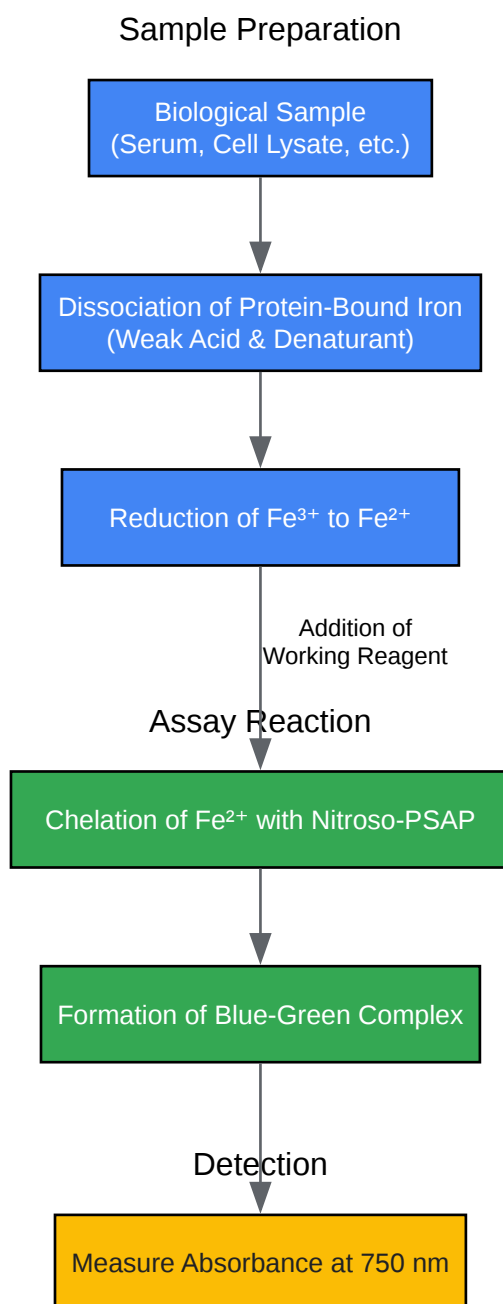 Sample Preparation
Biological Sample
(Serum, Cell Lysate, etc.)
Dissociation of Protein-Bound Iron
(Weak Acid & Denaturant)
Reduction of Fe³⁺ to Fe²⁺
Addition of
Working Reagent
Assay Reaction
Chelation of Fe²⁺ with Nitroso-PSAP
Formation of Blue-Green Complex
Detection
Measure Absorbance at 750 nm